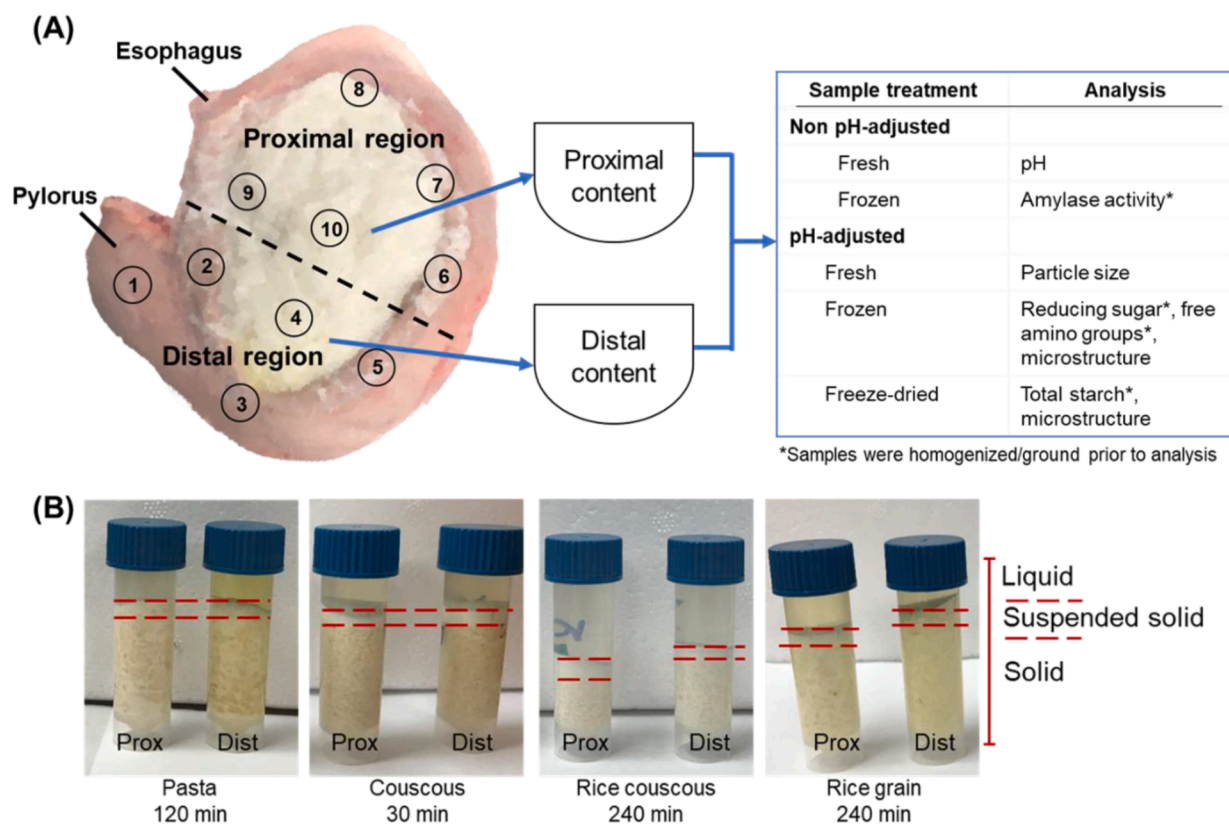 (A)
Esophagus
Pylorus
Proximal region
Distal region
8
7
9
10
6
2
1
4
5
3
Proximal
content
Distal
content
Sample treatment Analysis
Non pH-adjusted
Fresh pH
Frozen Amylase activity*
pH-adjusted
Fresh Particle size
Frozen Reducing sugar*, free
amino groups*,
microstructure
Freeze-dried Total starch*,
microstructure
*Samples were homogenized/ground prior to analysis
(B)
Prox Dist
Pasta
120 min
Prox Dist
Couscous
30 min
Prox Dist
Rice couscous
240 min
Prox Dist
Rice grain
240 min
Liquid
Suspended solid
Solid